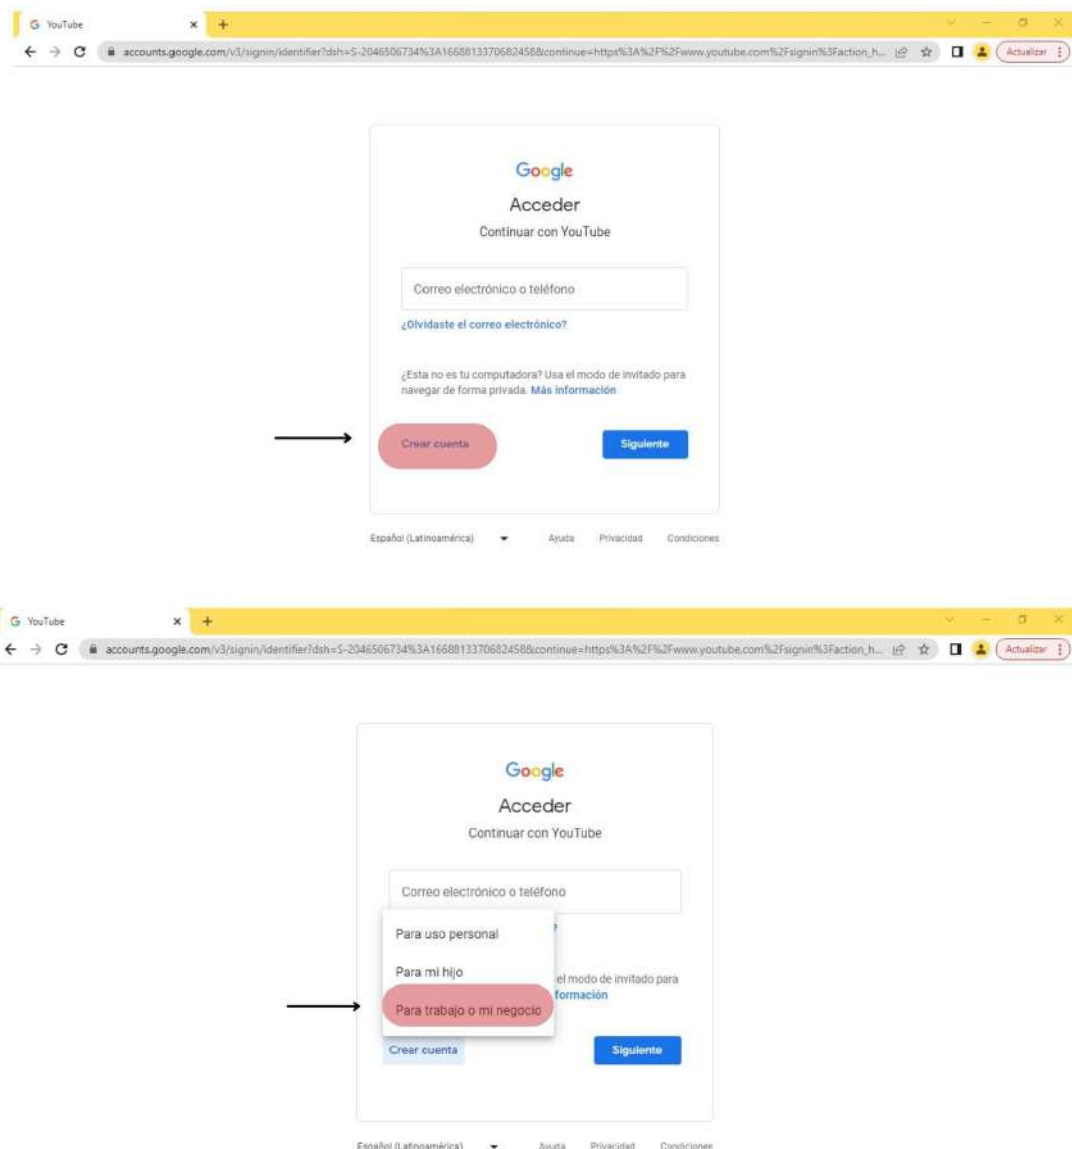 YouTube
accounts.google.com/v3/signin/identifier?dsh=S-2046506734%3A1668813370682458&continue=https%3A%2F%2Fwww.youtube.com%2Fsignin%3Faction_h...
Actualizar
Google
Acceder
Continuar con YouTube
Correo electrónico o teléfono
¿Olvidaste el correo electrónico?
¿Esta no es tu computadora? Usa el modo de invitado para
navegar de forma privada. Más información
Crear cuenta
Siguiente
Español (Latinoamérica) Ayuda Privacidad Condiciones
YouTube
accounts.google.com/v3/signin/identifier?dsh=S-2046506734%3A1668813370682458&continue=https%3A%2F%2Fwww.youtube.com%2Fsignin%3Faction_h...
Actualizar
Google
Acceder
Continuar con YouTube
Correo electrónico o teléfono
Para uso personal
?
Para mi hijo
el modo de invitado para
formación
Para trabajo o mi negocio
Crear cuenta
Siguiente
Español (Latinoamérica) Ayuda Privacidad Condiciones